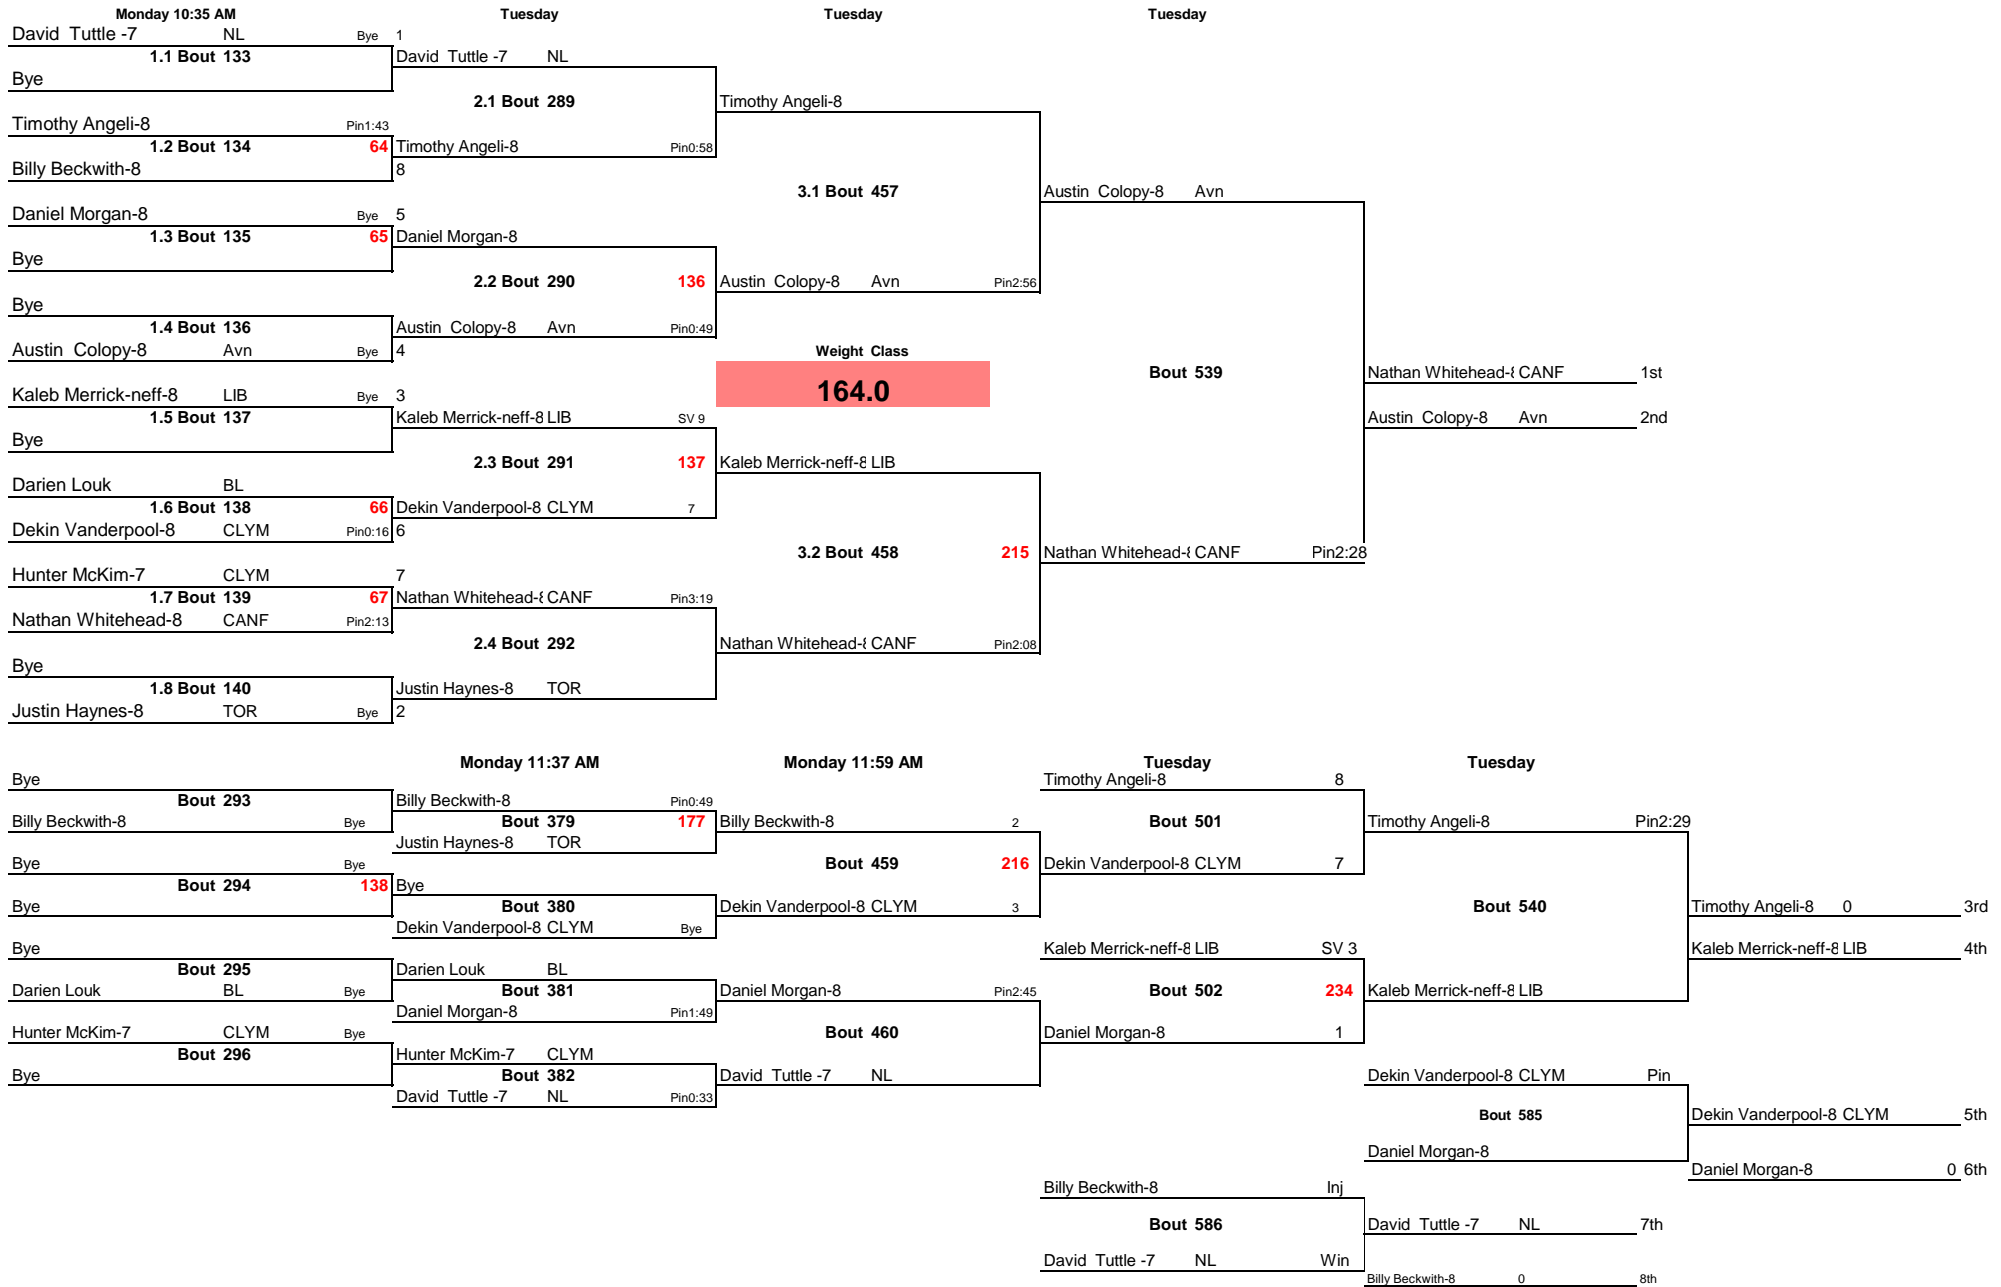 Monday 10:35 AM Tuesday Tuesday Tuesday
David Tuttle -7 NL Bye 1
1.1 Bout 133 David Tuttle -7 NL
Bye
2.1 Bout 289 Timothy Angeli-8
Timothy Angeli-8 Pin1:43
1.2 Bout 134 64 Timothy Angeli-8 Pin0:58
Billy Beckwith-8 8
3.1 Bout 457 Austin Colopy-8 Avn
Daniel Morgan-8 Bye 5
1.3 Bout 135 65 Daniel Morgan-8
Bye
2.2 Bout 290 136 Austin Colopy-8 Avn Pin2:56
Bye
1.4 Bout 136 Austin Colopy-8 Avn Pin0:49
Austin Colopy-8 Avn Bye 4 Weight Class
164.0 Bout 539 Nathan Whitehead-8 CANF 1st
Kaleb Merrick-neff-8 LIB Bye 3
1.5 Bout 137 Kaleb Merrick-neff-8 LIB SV 9 Austin Colopy-8 Avn 2nd
Bye
2.3 Bout 291 137 Kaleb Merrick-neff-8 LIB
Darien Louk BL
1.6 Bout 138 66 Dekin Vanderpool-8 CLYM 7
Dekin Vanderpool-8 CLYM Pin0:16 6
3.2 Bout 458 215 Nathan Whitehead-8 CANF Pin2:28
Hunter McKim-7 CLYM 7
1.7 Bout 139 67 Nathan Whitehead-8 CANF Pin3:19
Nathan Whitehead-8 CANF Pin2:13
2.4 Bout 292 Nathan Whitehead-8 CANF Pin2:08
Bye
1.8 Bout 140 Justin Haynes-8 TOR
Justin Haynes-8 TOR Bye 2
Monday 11:37 AM Monday 11:59 AM Tuesday Tuesday
Bye Timothy Angeli-8 8
Bout 293 Billy Beckwith-8 Pin0:49
Billy Beckwith-8 Bye Bout 379 177 Billy Beckwith-8 2 Bout 501 Timothy Angeli-8 Pin2:29
Justin Haynes-8 TOR
Bye Bye Bout 459 216 Dekin Vanderpool-8 CLYM 7
Bout 294 138 Bye
Bye Bout 380 Dekin Vanderpool-8 CLYM 3 Bout 540 Timothy Angeli-8 0 3rd
Dekin Vanderpool-8 CLYM Bye
Bye Kaleb Merrick-neff-8 LIB SV 3 Kaleb Merrick-neff-8 LIB 4th
Bout 295 Darien Louk BL
Darien Louk BL Bye Bout 381 Daniel Morgan-8 Pin2:45 Bout 502 234 Kaleb Merrick-neff-8 LIB
Daniel Morgan-8 Pin1:49
Hunter McKim-7 CLYM Bye Bout 460 Daniel Morgan-8 1
Bout 296 Hunter McKim-7 CLYM
Bye Bout 382 David Tuttle -7 NL Dekin Vanderpool-8 CLYM Pin
David Tuttle -7 NL Pin0:33
Bout 585 Dekin Vanderpool-8 CLYM 5th
Daniel Morgan-8
Daniel Morgan-8 0 6th
Billy Beckwith-8 Inj
Bout 586 David Tuttle -7 NL 7th
David Tuttle -7 NL Win
Billy Beckwith-8 0 8th